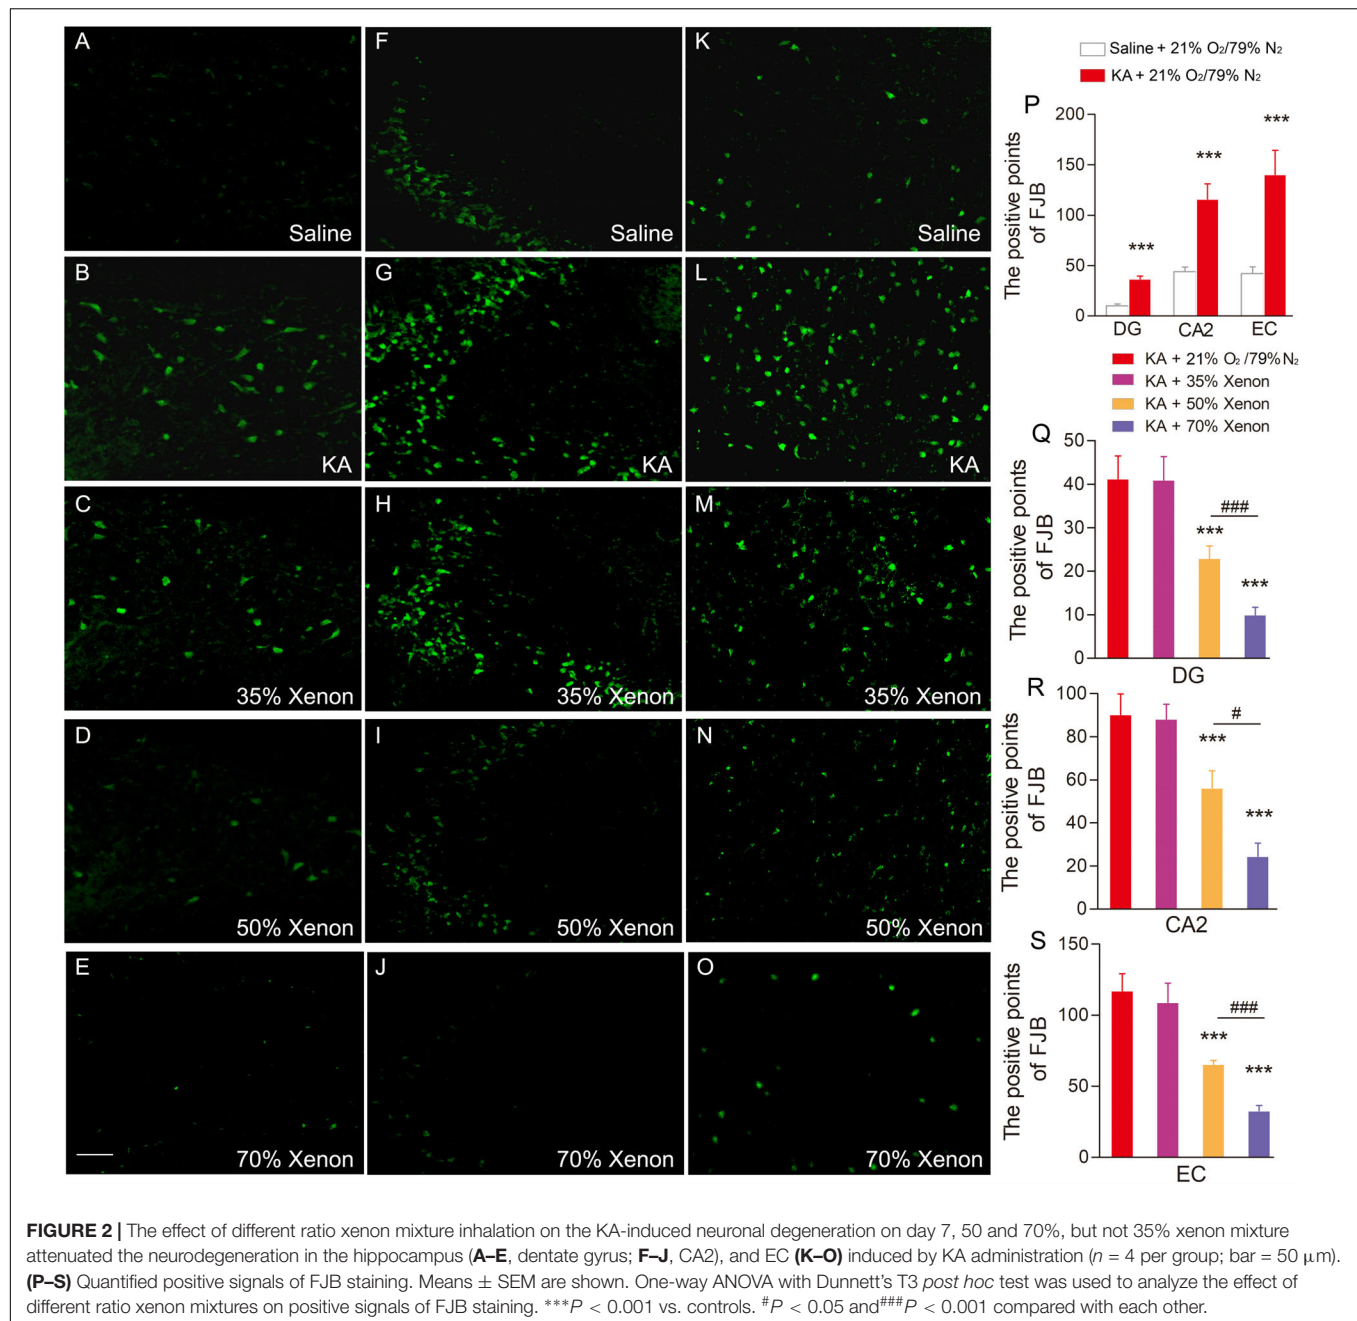 A
Saline
F
Saline
K
Saline
B
KA
G
KA
L
KA
C
35% Xenon
H
35% Xenon
M
35% Xenon
D
50% Xenon
I
50% Xenon
N
50% Xenon
E
70% Xenon
J
70% Xenon
O
70% Xenon
Saline + 21% O₂/79% N₂
KA + 21% O₂/79% N₂
P
The positive points
of FJB
200
150
100
50
0
***
***
***
DG CA2 EC
KA + 21% O₂/79% N₂
KA + 35% Xenon
KA + 50% Xenon
KA + 70% Xenon
Q
The positive points
of FJB
50
40
30
20
10
0
###
***
***
DG
R
The positive points
of FJB
100
80
60
40
20
0
#
***
***
CA2
S
The positive points
of FJB
150
100
50
0
###
***
***
EC
FIGURE 2 | The effect of different ratio xenon mixture inhalation on the KA-induced neuronal degeneration on day 7, 50 and 70%, but not 35% xenon mixture
attenuated the neurodegeneration in the hippocampus (A–E, dentate gyrus; F–J, CA2), and EC (K–O) induced by KA administration (n = 4 per group; bar = 50 μm).
(P–S) Quantified positive signals of FJB staining. Means ± SEM are shown. One-way ANOVA with Dunnett's T3 post hoc test was used to analyze the effect of
different ratio xenon mixtures on positive signals of FJB staining. ***P < 0.001 vs. controls. #P < 0.05 and###P < 0.001 compared with each other.